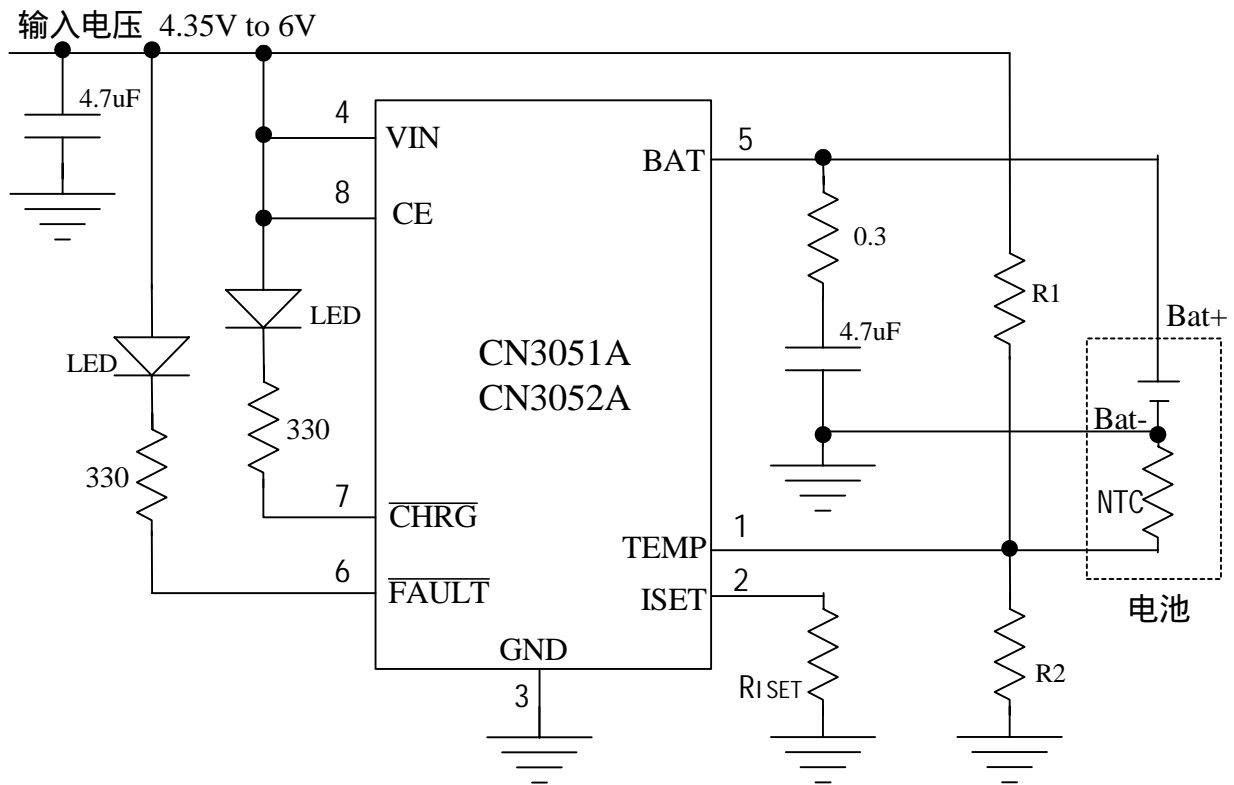 输入电压 4.35V to 6V
4.7uF
4
VIN
BAT
5
8
CE
0.3
LED
R1
Bat+
LED
CN3051A
CN3052A
4.7uF
330
Bat-
330
7
CHRG
NTC
TEMP
1
6
FAULT
ISET
2
电池
GND
RISET
R2
3